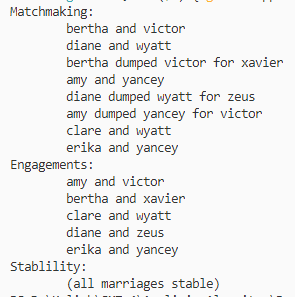 Matchmaking:
bertha and victor
diane and wyatt
bertha dumped victor for xavier
amy and yancey
diane dumped wyatt for zeus
amy dumped yancey for victor
clare and wyatt
erika and yancey
Engagements:
amy and victor
bertha and xavier
clare and wyatt
diane and zeus
erika and yancey
Stablility:
(all marriages stable)